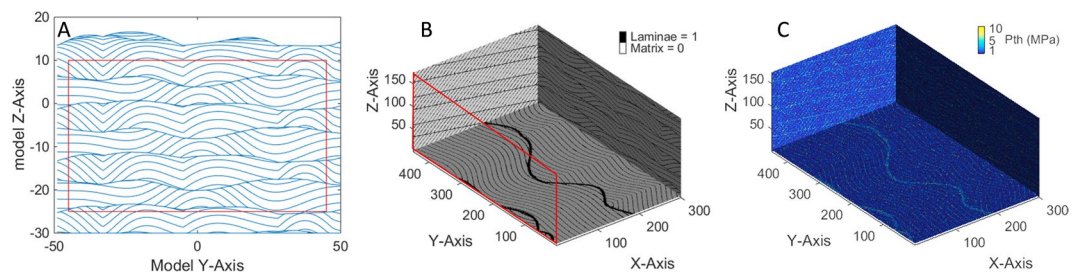 A
20
10
0
-10
-20
-30
model Z-Axis
-50 0 50
Model Y-Axis
B
Laminae = 1
Matrix = 0
Z-Axis
150
100
50
400
300
200
100
Y-Axis
100
200
300
X-Axis
C
10
5
1
Pth (MPa)
Z-Axis
150
100
50
400
300
200
100
Y-Axis
100
200
300
X-Axis